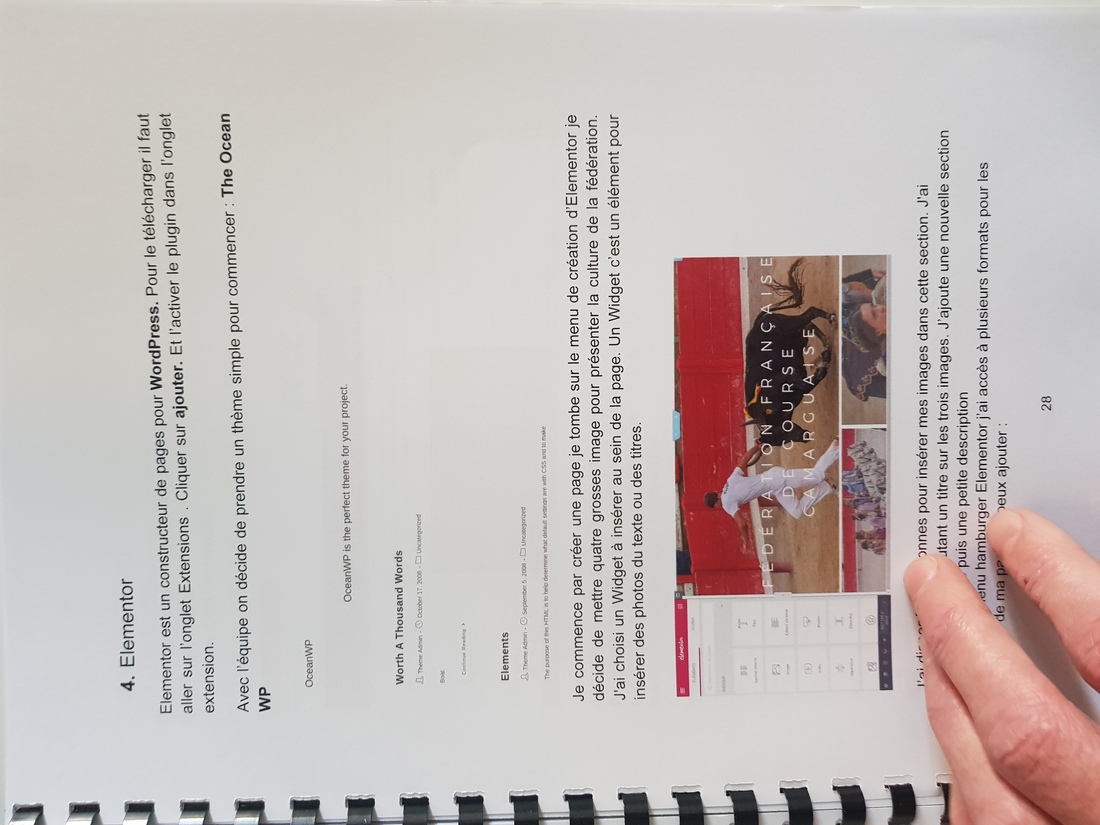 4. Elementor
Elementor est un constructeur de pages pour WordPress. Pour le télécharger il faut
aller sur l'onglet Extensions . Cliquer sur ajouter. Et l'activer le plugin dans l'onglet
extension.
Avec l'équipe on décide de prendre un thème simple pour commencer : The Ocean
WP
OceanWP
OceanWP is the perfect theme for your project.
Worth A Thousand Words
Theme Admin - October 17, 2008 - Uncategorized
Boat.
Continue Reading >
Elements
Theme Admin - September 5, 2008 - Uncategorized
The purpose of this HTML is to help determine what default settings are with CSS and to make
Je commence par créer une page je tombe sur le menu de création d'Elementor je
décide de mettre quatre grosses image pour présenter la culture de la fédération.
J'ai choisi un Widget à insérer au sein de la page. Un Widget c'est un élément pour
insérer des photos du texte ou des titres.
elementor
FÉDÉRATION FRANÇAISE
DE COURSE
CAMARGUAISE
J'ai onnes pour insérer mes images dans cette section. J'ai
utant un titre sur les trois images. J'ajoute une nouvelle section
puis une petite description
enu hamburger Elementor j'ai accès à plusieurs formats pour les
de ma peux ajouter :
28